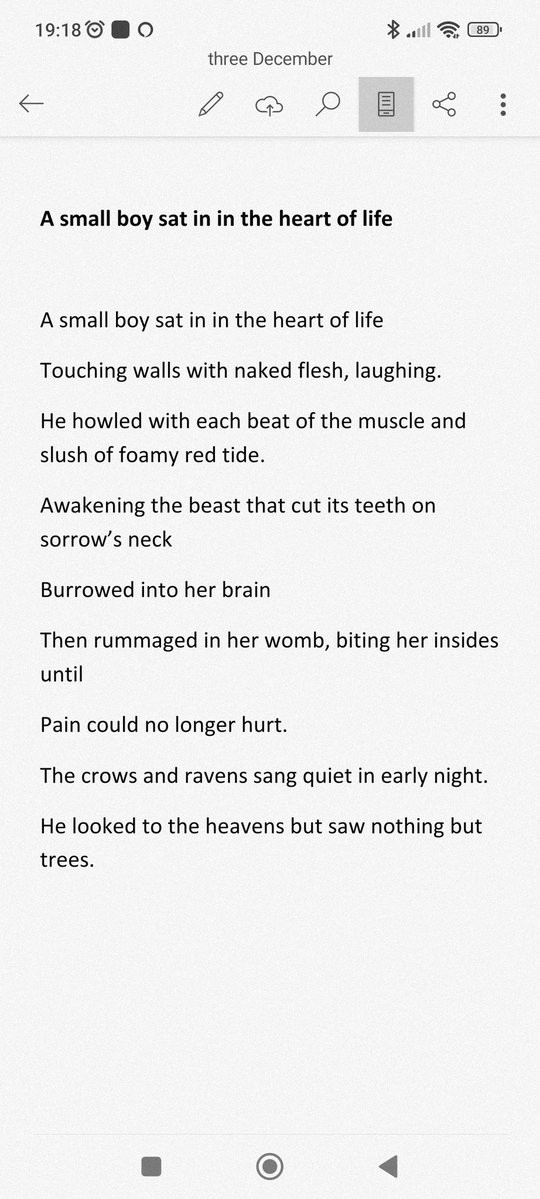 19:18
89
three December
A small boy sat in in the heart of life
A small boy sat in in the heart of life
Touching walls with naked flesh, laughing.
He howled with each beat of the muscle and
slush of foamy red tide.
Awakening the beast that cut its teeth on
sorrow’s neck
Burrowed into her brain
Then rummaged in her womb, biting her insides
until
Pain could no longer hurt.
The crows and ravens sang quiet in early night.
He looked to the heavens but saw nothing but
trees.